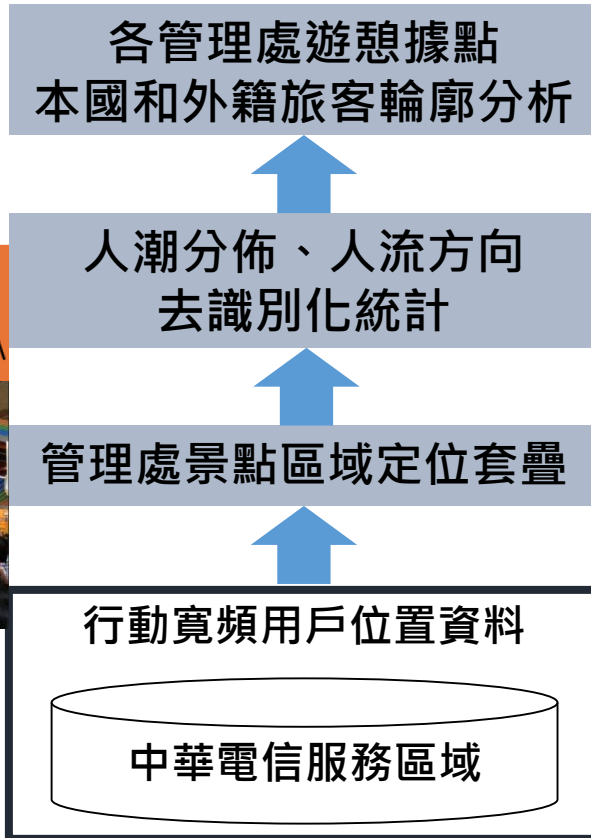 各管理處遊憩據點
本國和外籍旅客輪廓分析
人潮分佈、人流方向
去識別化統計
管理處景點區域定位套疊
行動寬頻用戶位置資料
中華電信服務區域